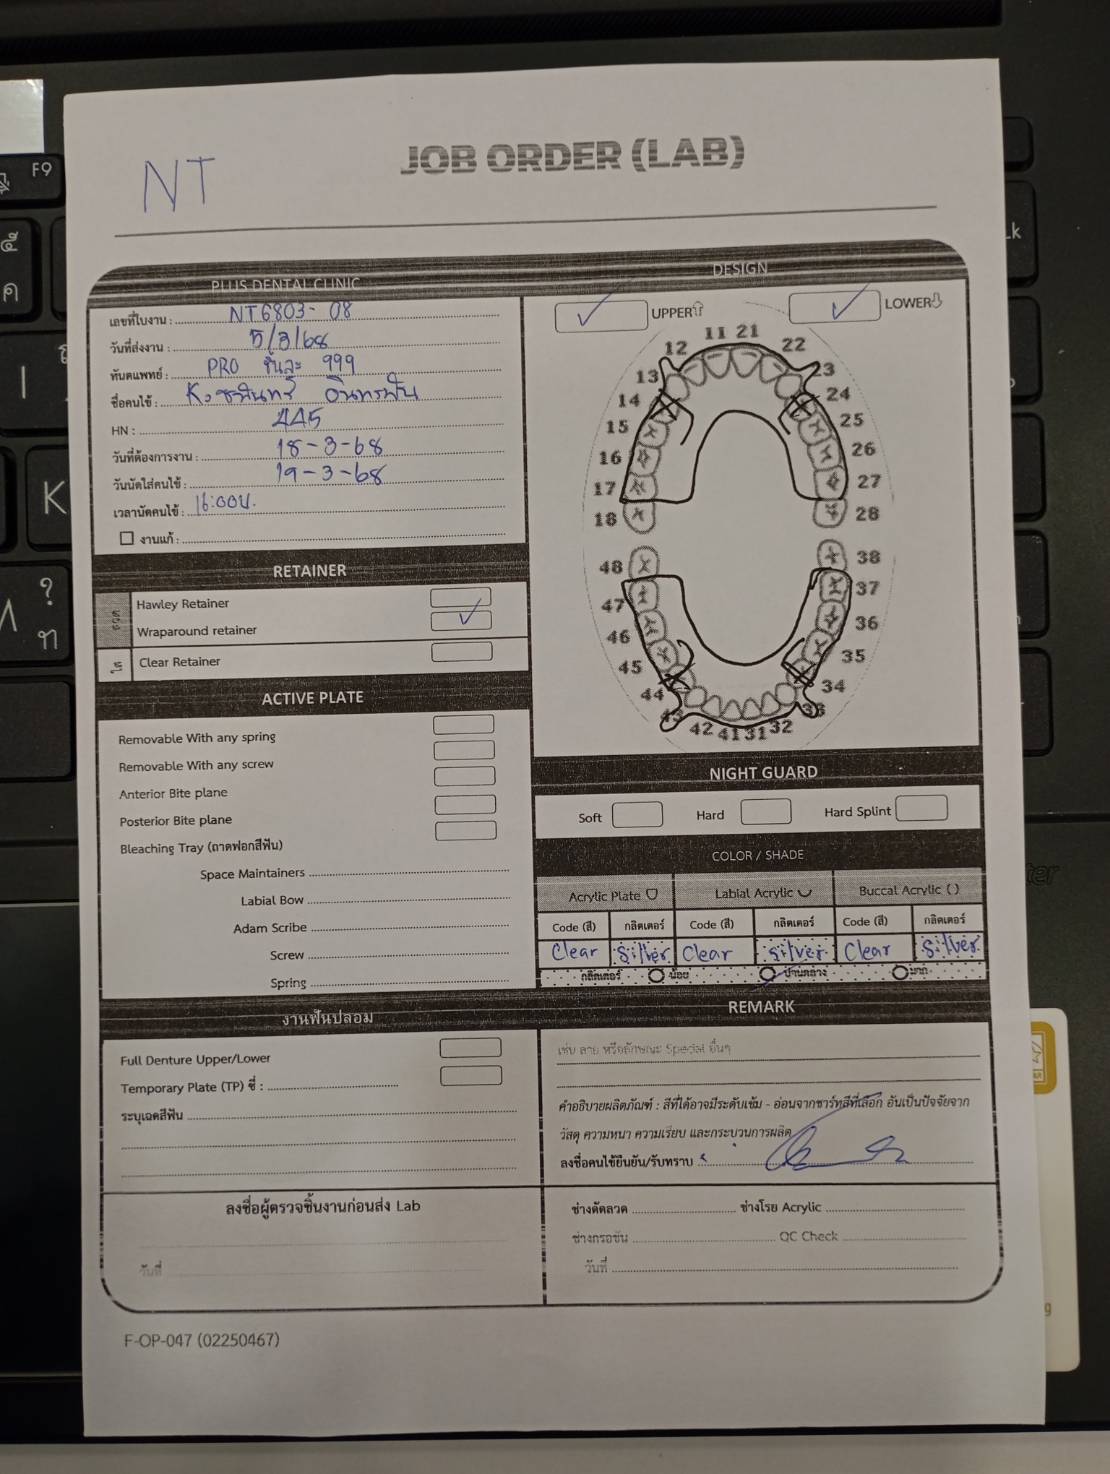 NT
JOB ORDER (LAB)
PLUS DENTAL CLINIC
เลขที่ใบงาน : NT6803-08
วันที่ส่งงาน : 5/3/68
ทันตแพทย์ : PRO ชิ้นละ 999
ชื่อคนไข้ : K.
HN : 445
วันที่ต้องการงาน : 18-3-68
วันนัดใส่คนไข้ : 19-3-68
เวลานัดคนไข้ : 16:00น.
งานแก้ :
DESIGN
UPPER⇧ LOWER⇩
11 21
12 22
13 23
14 24
15 25
16 26
17 27
18 28
48 38
47 37
46 36
45 35
44 34
43 33
42 41 31 32
RETAINER
ลวด
Hawley Retainer
Wraparound retainer
ใส
Clear Retainer
ACTIVE PLATE
Removable With any spring
Removable With any screw
Anterior Bite plane
Posterior Bite plane
Bleaching Tray (ถาดฟอกสีฟัน)
Space Maintainers
Labial Bow
Adam Scribe
Screw
Spring
NIGHT GUARD
Soft Hard Hard Splint
COLOR / SHADE
Acrylic Plate Labial Acrylic Buccal Acrylic ( )
Code (สี) กลิตเตอร์ Code (สี) กลิตเตอร์ Code (สี) กลิตเตอร์
Clear Silver Clear Silver Clear Silver
กลิตเตอร์ น้อย ปานกลาง มาก
งานฟันปลอม
Full Denture Upper/Lower
Temporary Plate (TP) ซี่ :
ระบุเฉดสีฟัน
REMARK
เช่น ลาย หรือลักษณะ Special อื่นๆ
คำอธิบายผลิตภัณฑ์ : สีที่ได้อาจมีระดับเข้ม - อ่อนจากชาร์ทสีที่เลือก อันเป็นปัจจัยจาก
วัสดุ ความหนา ความเรียบ และกระบวนการผลิต
ลงชื่อคนไข้ยืนยัน/รับทราบ
ลงชื่อผู้ตรวจชิ้นงานก่อนส่ง Lab
วันที่
ช่างดัดลวด ช่างโรย Acrylic
ช่างกรอขัน QC Check
วันที่
F-OP-047 (02250467)